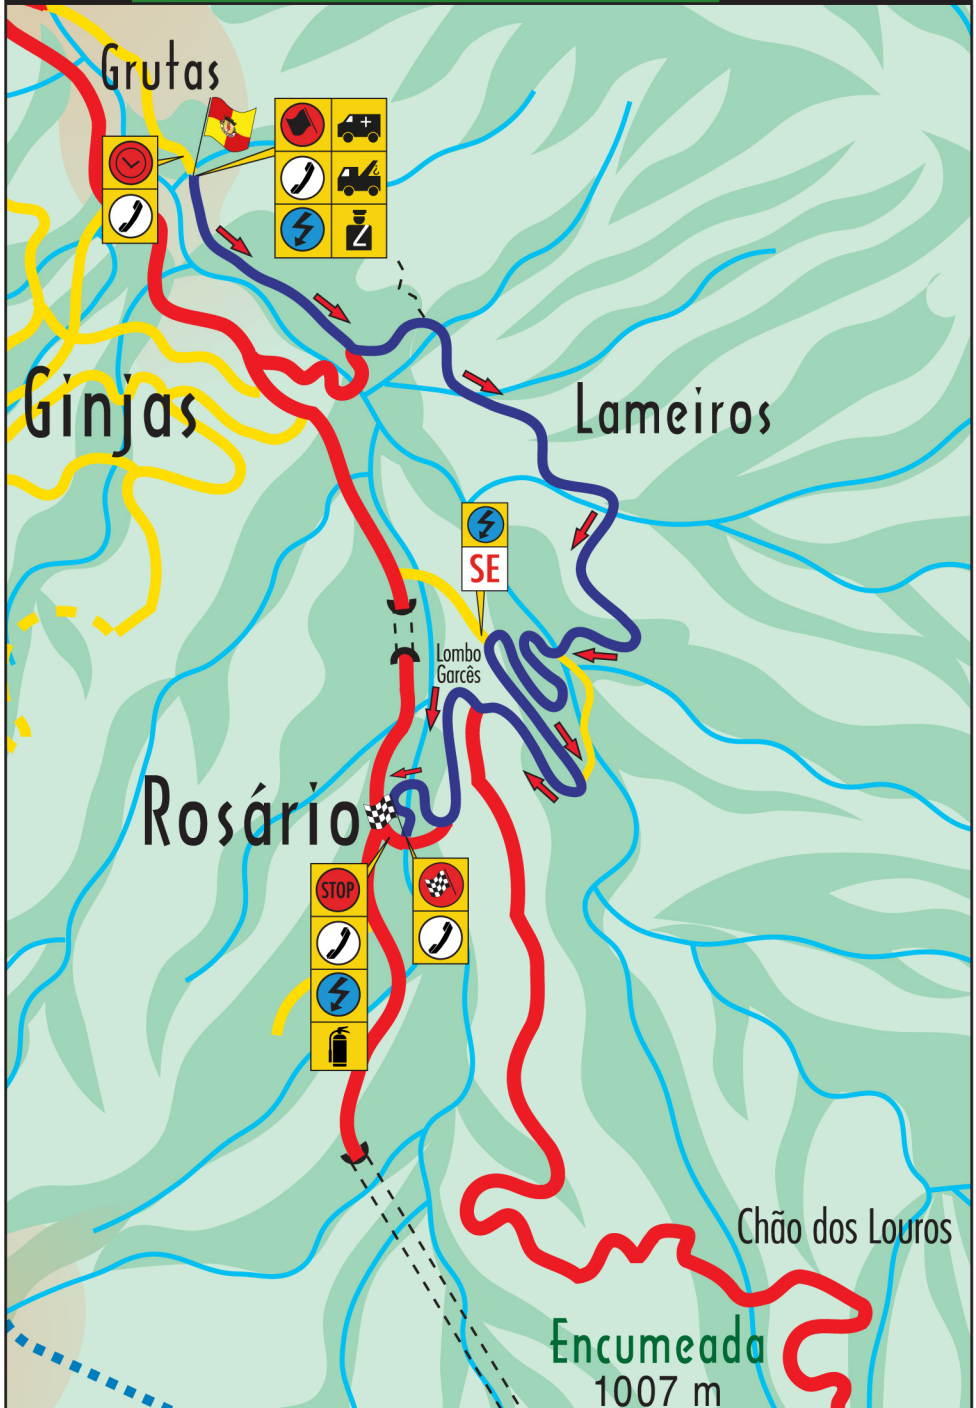 Grutas
Ginjas
Lameiros
SE
Lombo
Garcês
Rosário
STOP
Chão dos Louros
Encumeada
1007 m